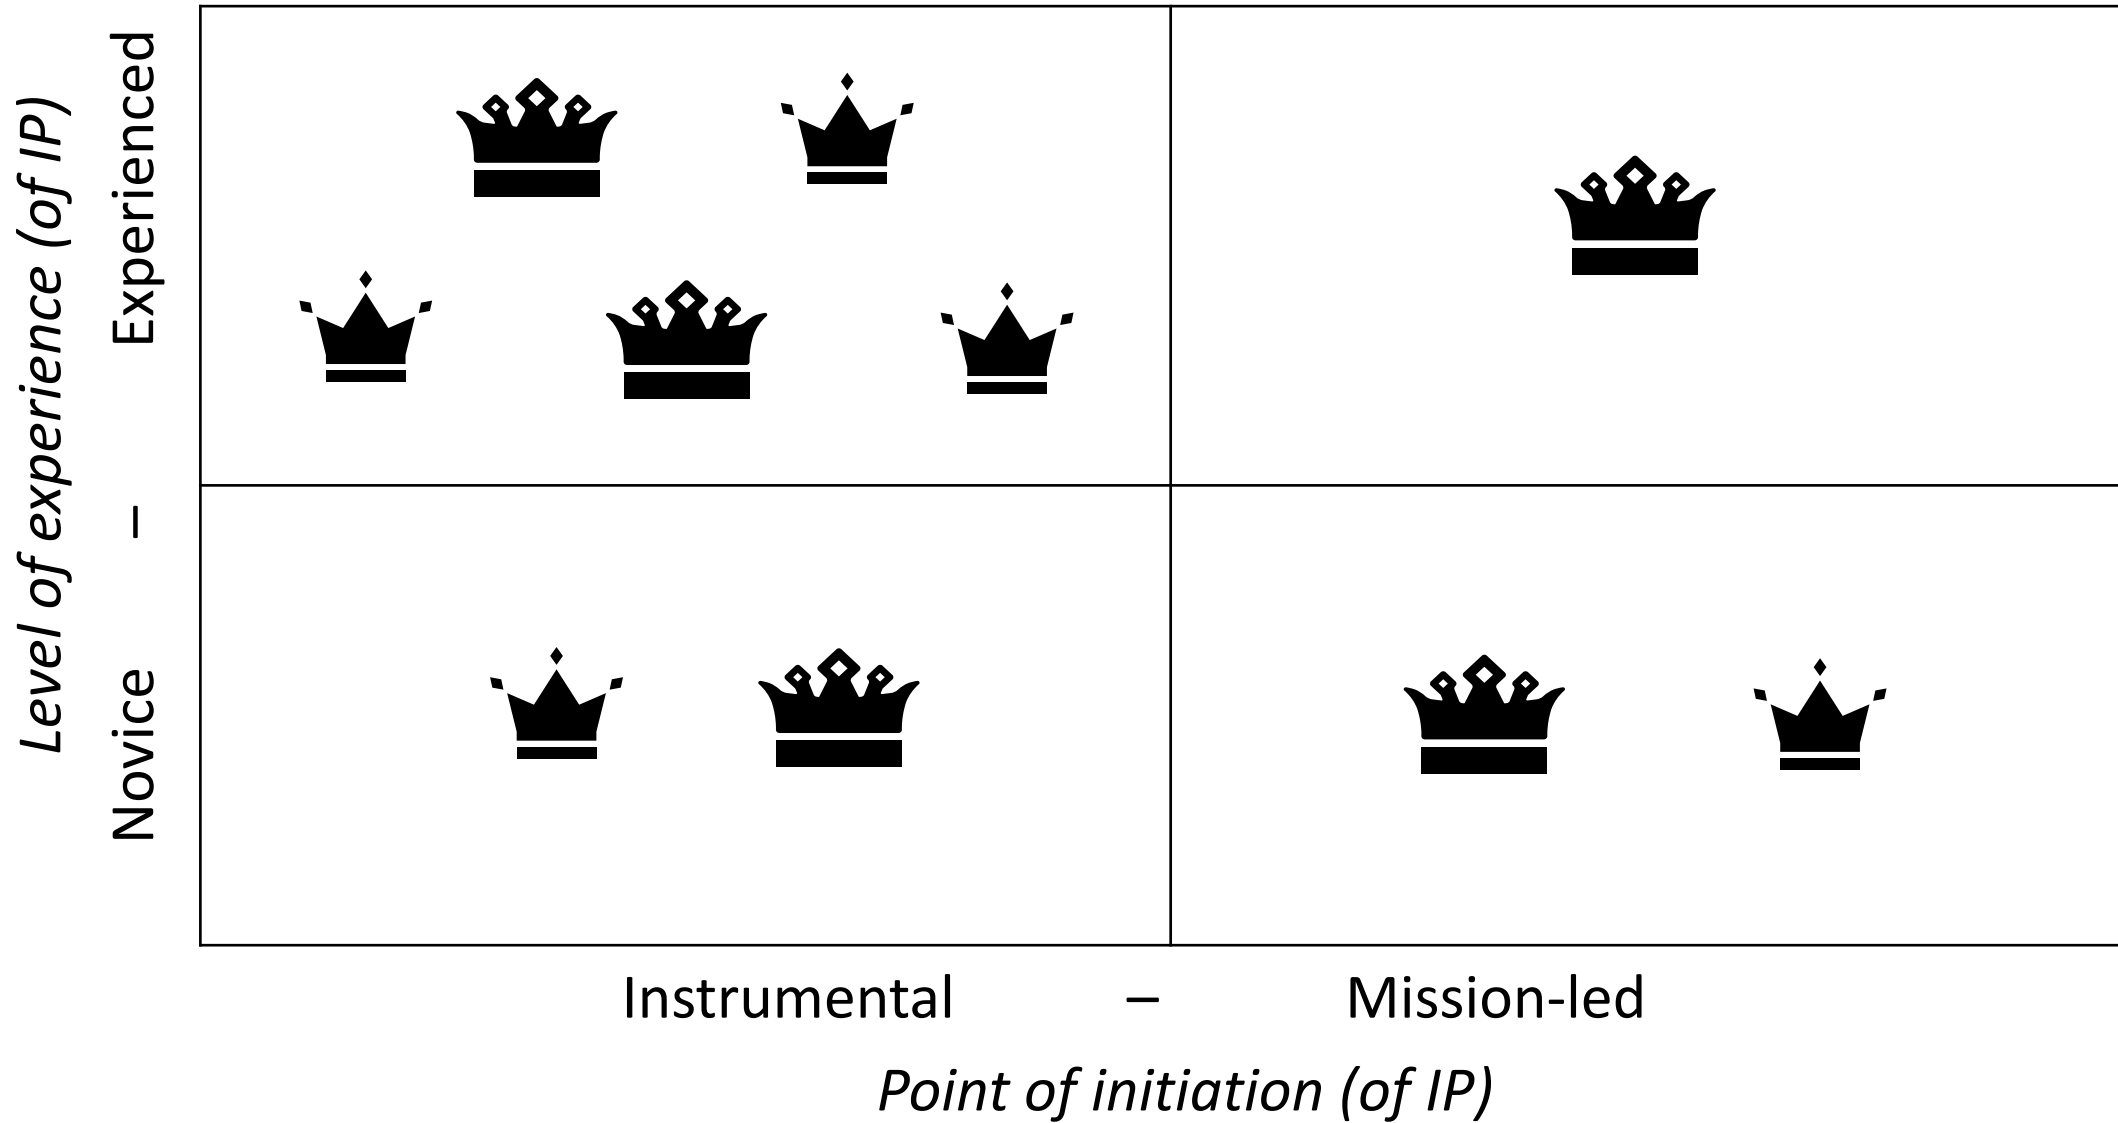 Level of experience (of IP)
Novice – Experienced
Instrumental – Mission-led
Point of initiation (of IP)